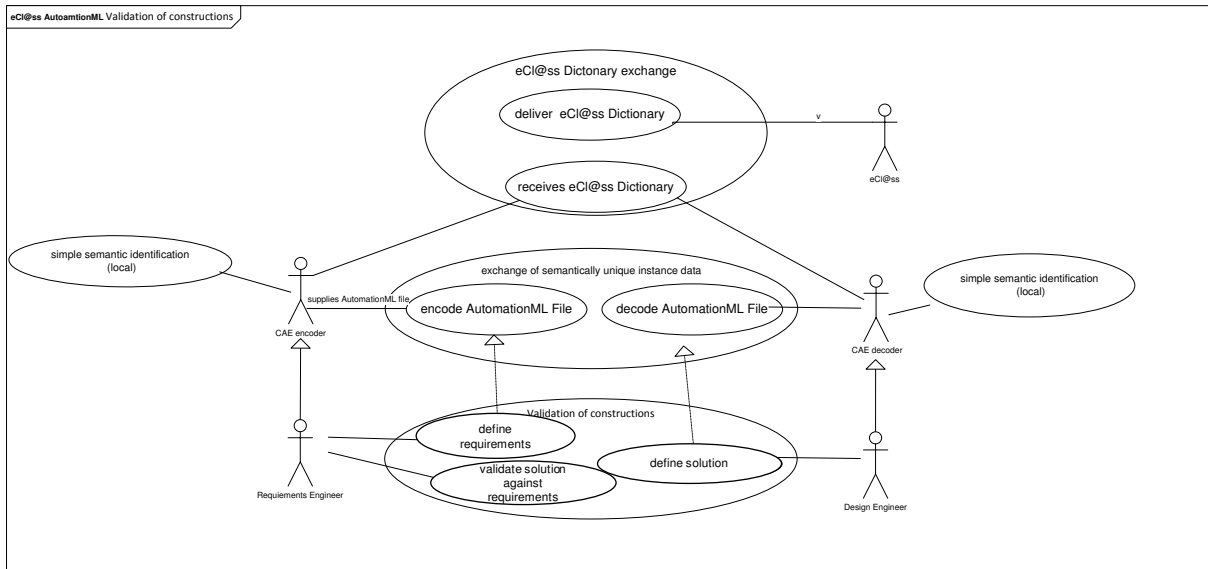 eCl@ss AutoamtionML Validation of constructions
eCl@ss Dictonary exchange
deliver eCl@ss Dictionary
v
eCl@ss
receives eCl@ss Dictionary
simple semantic identification
(local)
exchange of semantically unique instance data
simple semantic identification
(local)
supplies AutomationML file
encode AutomationML File
decode AutomationML File
CAE encoder
CAE decoder
Validation of constructions
define
requirements
define solution
validate solution
against
requirements
Requiements Engineer
Design Engineer